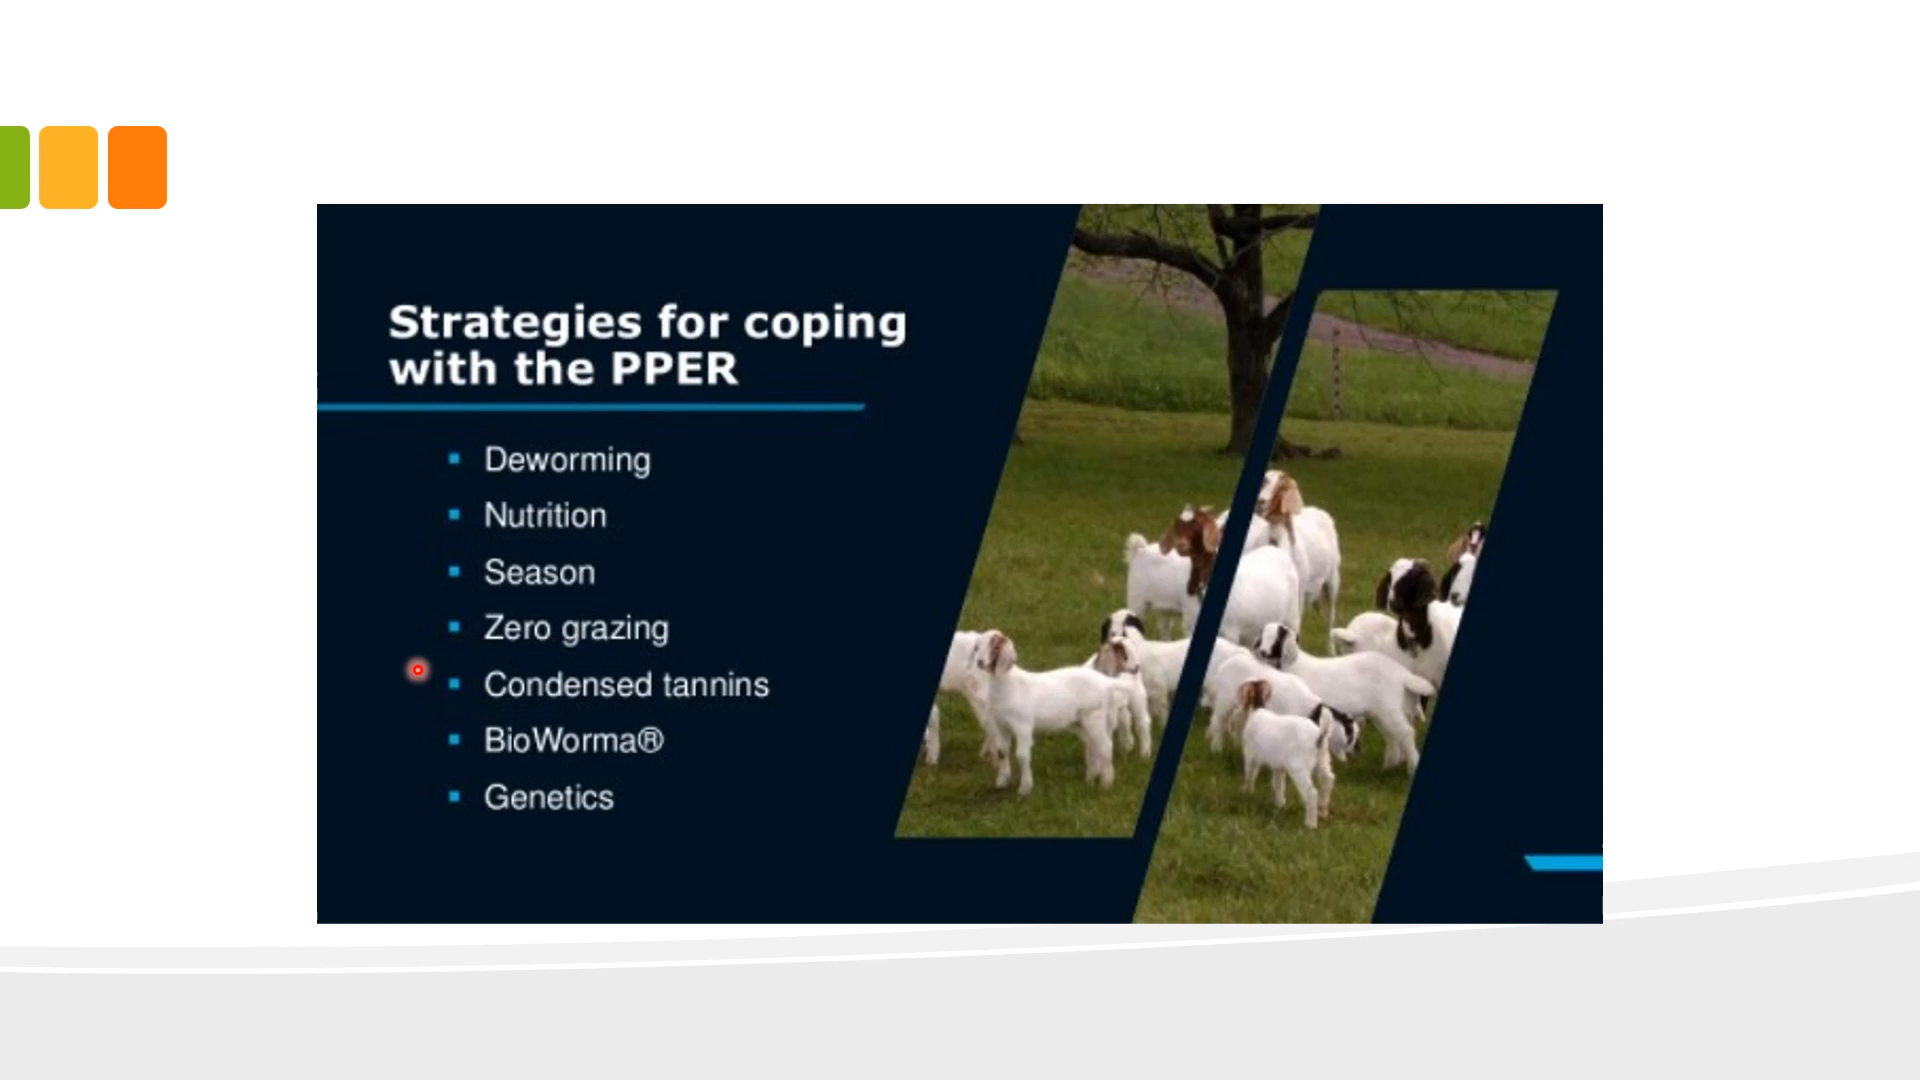 Strategies for coping
with the PPER
Deworming
Nutrition
Season
Zero grazing
Condensed tannins
BioWorma®
Genetics